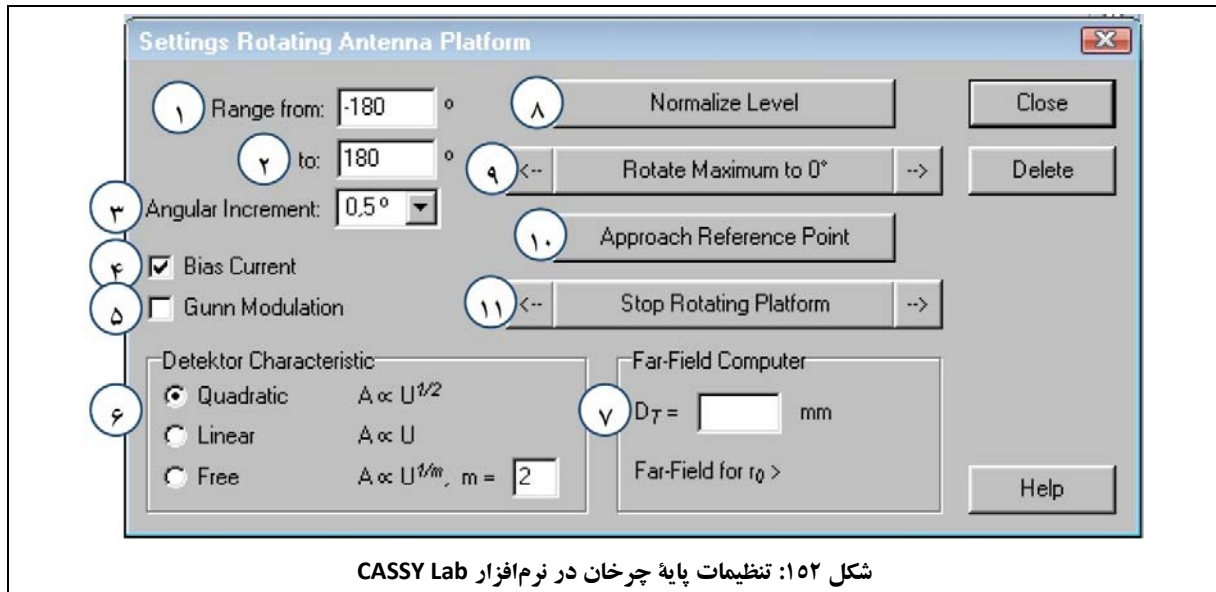 Settings Rotating Antenna Platform
۱ Range from: -180 °
۲ to: 180 °
۳ Angular Increment: 0,5 °
۴ Bias Current
۵ Gunn Modulation
۸ Normalize Level
۹ <-- Rotate Maximum to 0° -->
۱۰ Approach Reference Point
۱۱ <-- Stop Rotating Platform -->
Close
Delete
Detektor Characteristic
۶ Quadratic A ∝ U1/2
Linear A ∝ U
Free A ∝ U1/m, m = 2
Far-Field Computer
۷ DT = mm
Far-Field for r0 >
Help
شکل ۱۵۲: تنظیمات پایهٔ چرخان در نرم‌افزار CASSY Lab